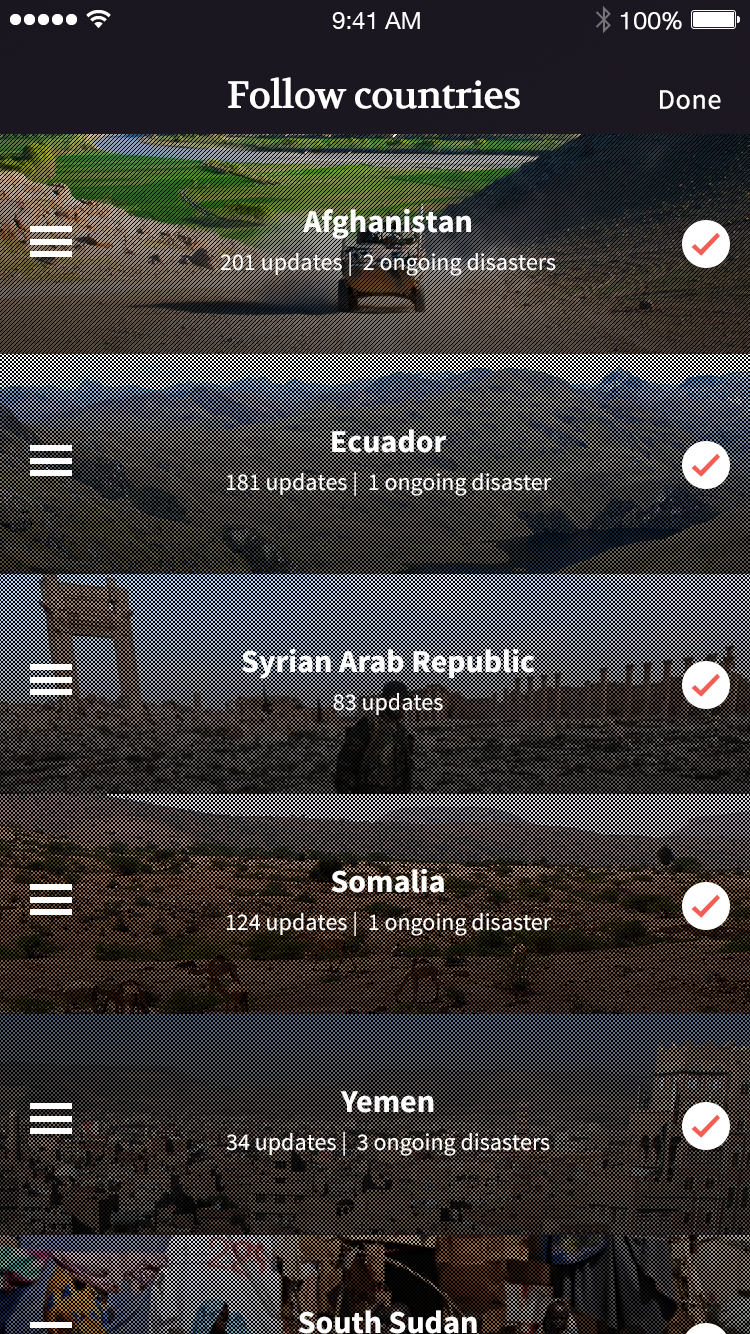 9:41 AM
100%
Follow countries
Done
Afghanistan
201 updates | 2 ongoing disasters
Ecuador
181 updates | 1 ongoing disaster
Syrian Arab Republic
83 updates
Somalia
124 updates | 1 ongoing disaster
Yemen
34 updates | 3 ongoing disasters
South Sudan